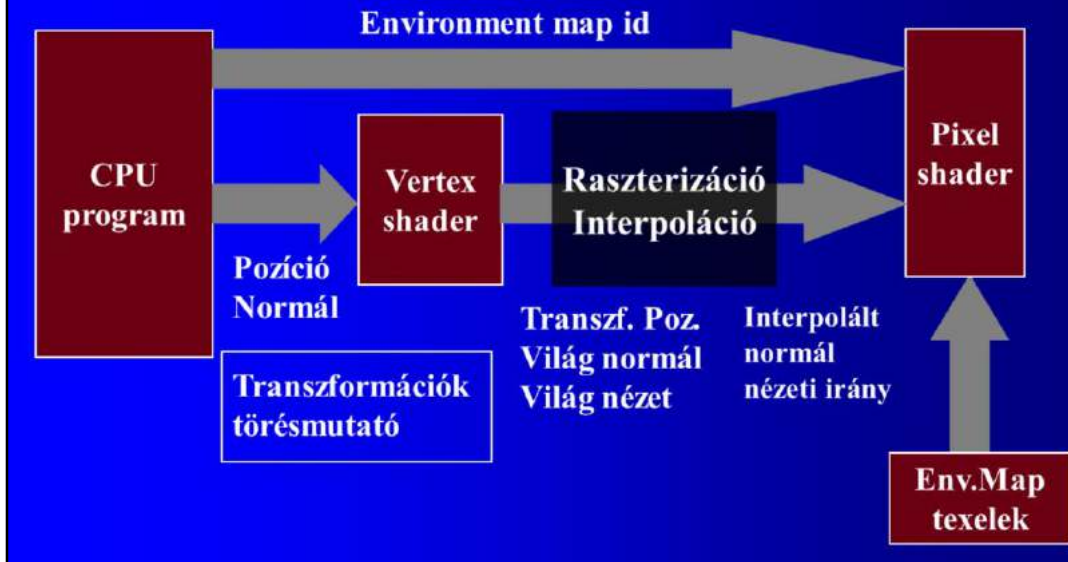 Environment map id
CPU
program
Vertex
shader
Raszterizáció
Interpoláció
Pixel
shader
Pozíció
Normál
Transzformációk
törésmutató
Transzf. Poz.
Világ normál
Világ nézet
Interpolált
normál
nézeti irány
Env.Map
texelek